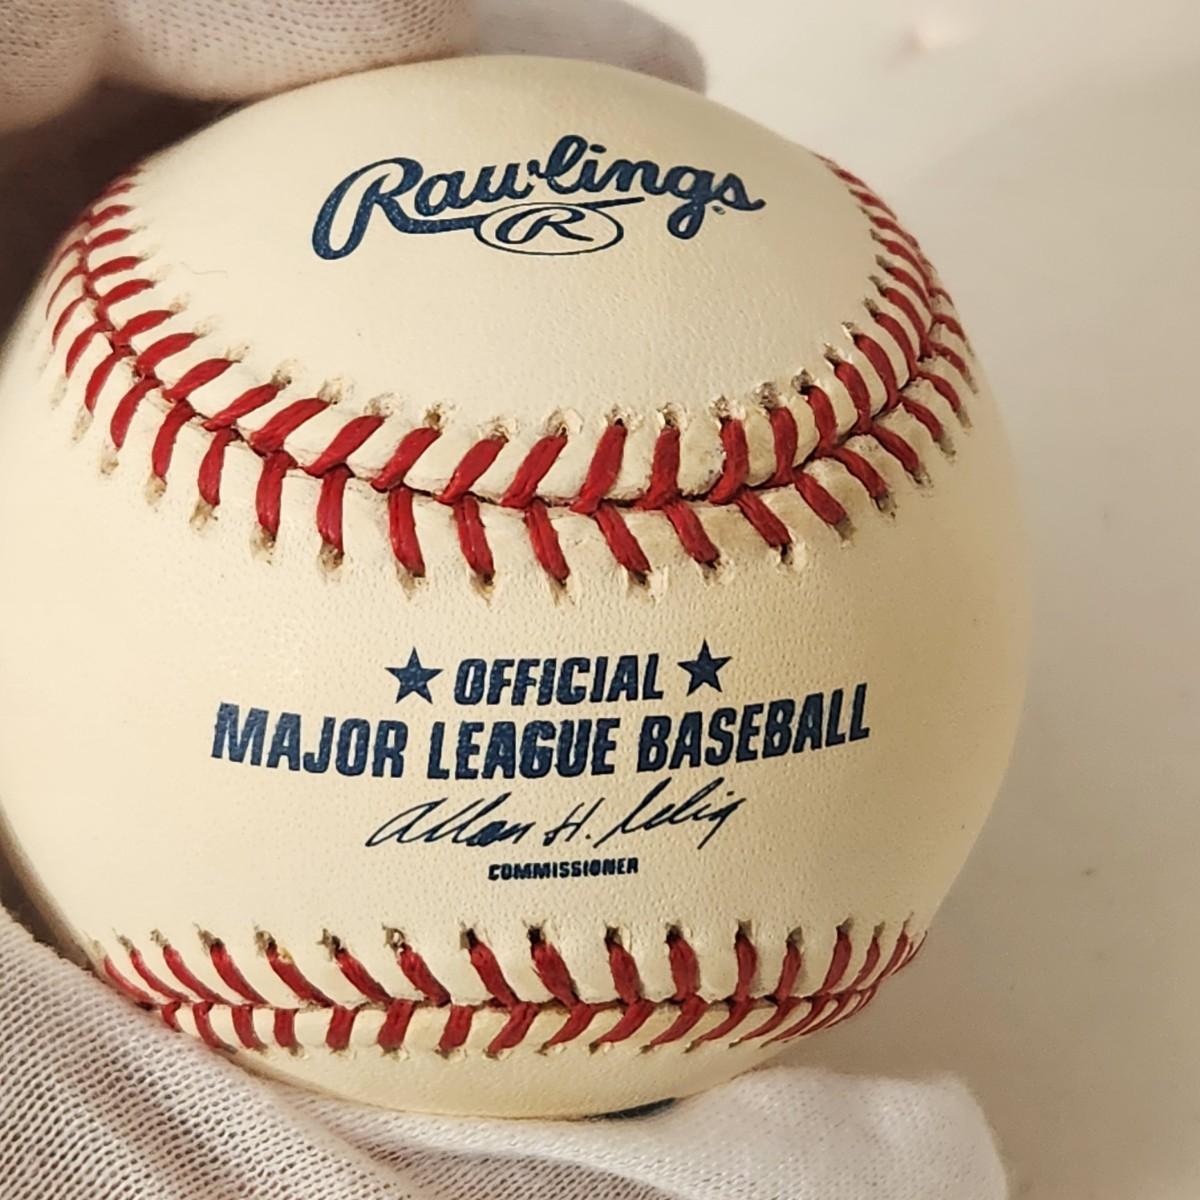 Rawlings®
R
★ OFFICIAL ★
MAJOR LEAGUE BASEBALL
Allan H. Selig
COMMISSIONER